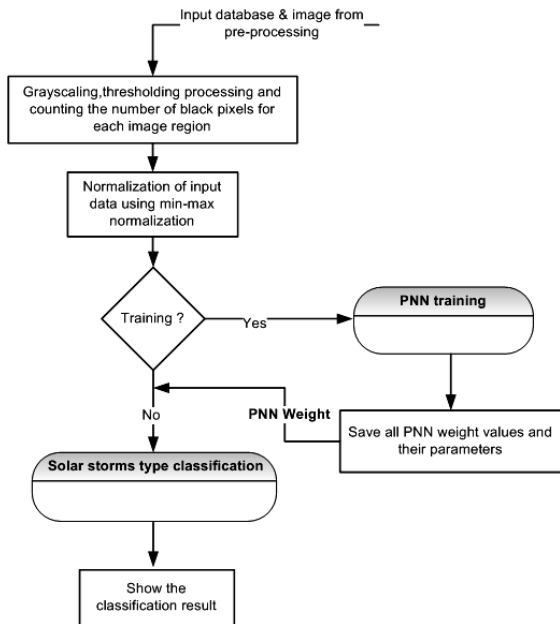 Input database & image from
pre-processing
Grayscaling,thresholding processing and
counting the number of black pixels for
each image region
Normalization of input
data using min-max
normalization
Training ?
Yes
PNN training
No
PNN Weight
Save all PNN weight values and
their parameters
Solar storms type classification
Show the
classification result